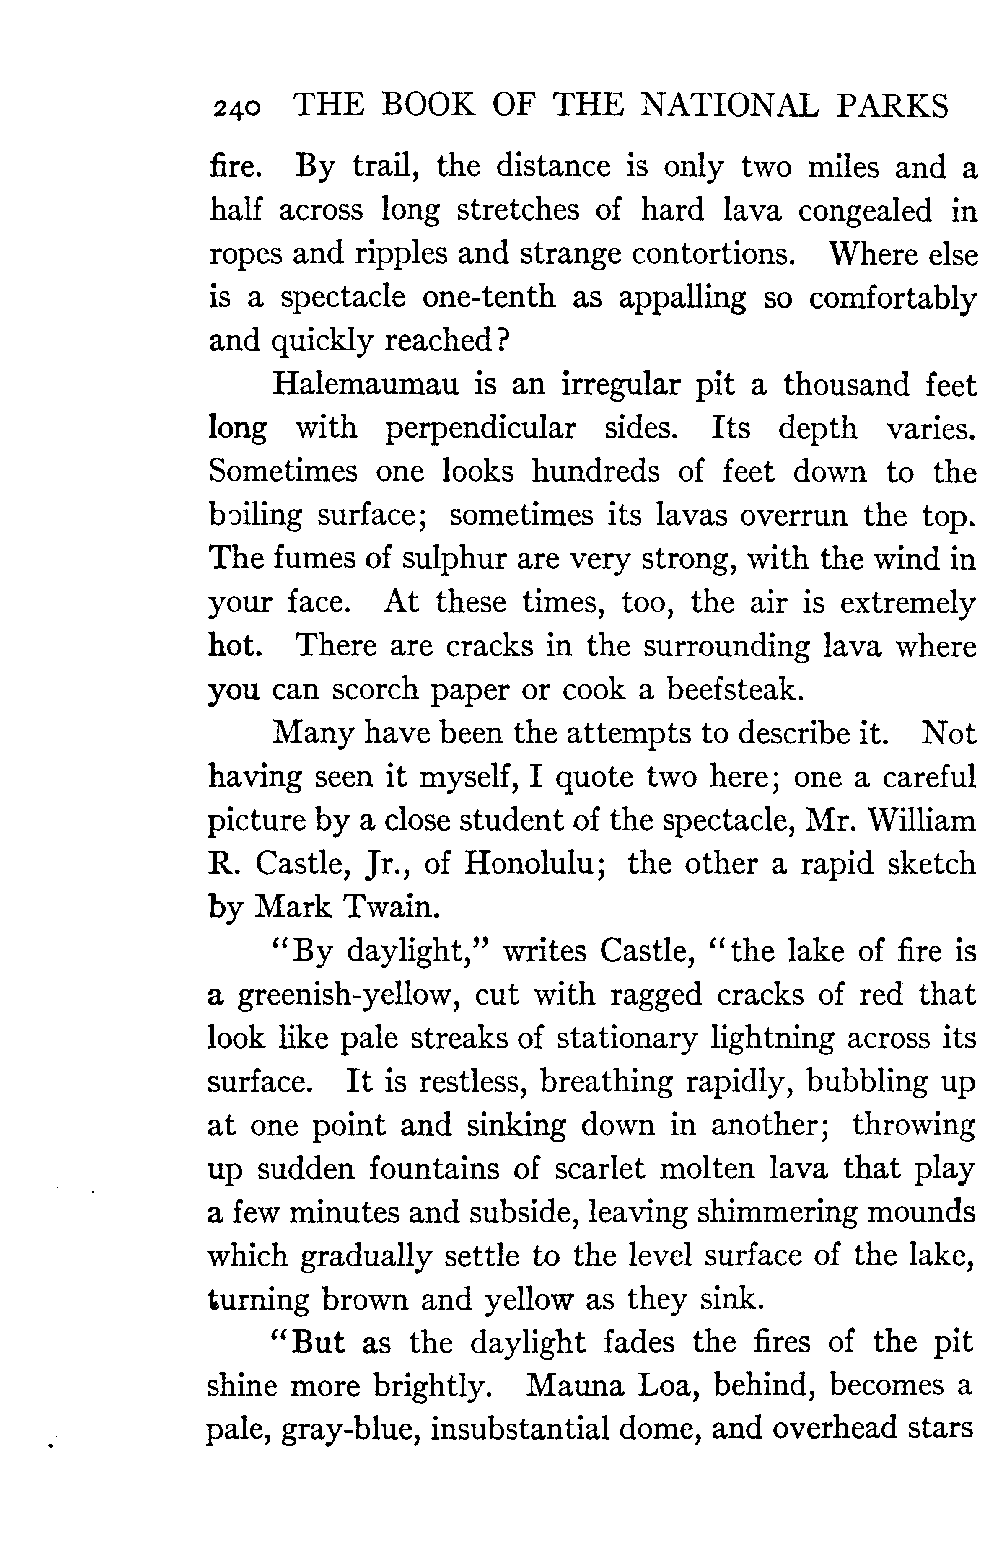 240 THE BOOK OF THE NATIONAL PARKS
fire. By trail, the distance is only two miles and a
half across long stretches of hard lava congealed in
ropes and ripples and strange contortions. Where else
is a spectacle one-tenth as appalling so comfortably
and quickly reached?
Halemaumau is an irregular pit a thousand feet
long with perpendicular sides. Its depth varies.
Sometimes one looks hundreds of feet down to the
boiling surface; sometimes its lavas overrun the top.
The fumes of sulphur are very strong, with the wind in
your face. At these times, too, the air is extremely
hot. There are cracks in the surrounding lava where
you can scorch paper or cook a beefsteak.
Many have been the attempts to describe it. Not
having seen it myself, I quote two here; one a careful
picture by a close student of the spectacle, Mr. William
R. Castle, Jr., of Honolulu; the other a rapid sketch
by Mark Twain.
"By daylight," writes Castle, "the lake of fire is
a greenish-yellow, cut with ragged cracks of red that
look like pale streaks of stationary lightning across its
surface. It is restless, breathing rapidly, bubbling up
at one point and sinking down in another; throwing
up sudden fountains of scarlet molten lava that play
a few minutes and subside, leaving shimmering mounds
which gradually settle to the level surface of the lake,
turning brown and yellow as they sink.
"But as the daylight fades the fires of the pit
shine more brightly. Mauna Loa, behind, becomes a
pale, gray-blue, insubstantial dome, and overhead stars